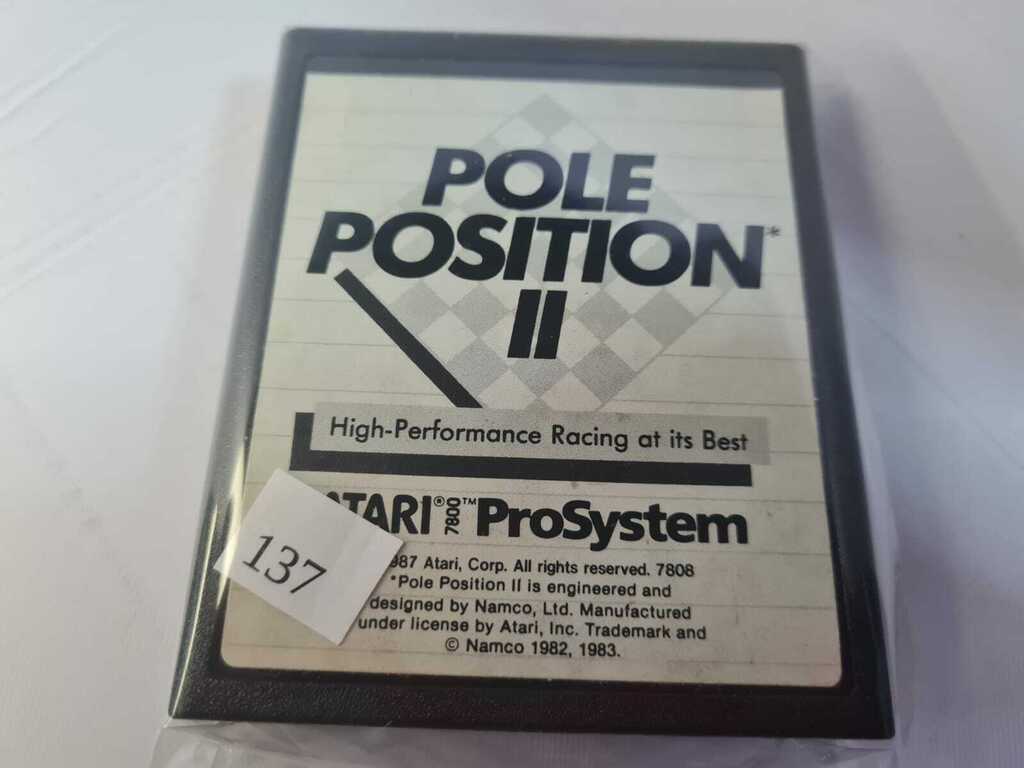 POLE
POSITION*
II
High-Performance Racing at its Best
ATARI® 7800™ ProSystem
137
987 Atari, Corp. All rights reserved. 7808
*Pole Position II is engineered and
designed by Namco, Ltd. Manufactured
under license by Atari, Inc. Trademark and
© Namco 1982, 1983.